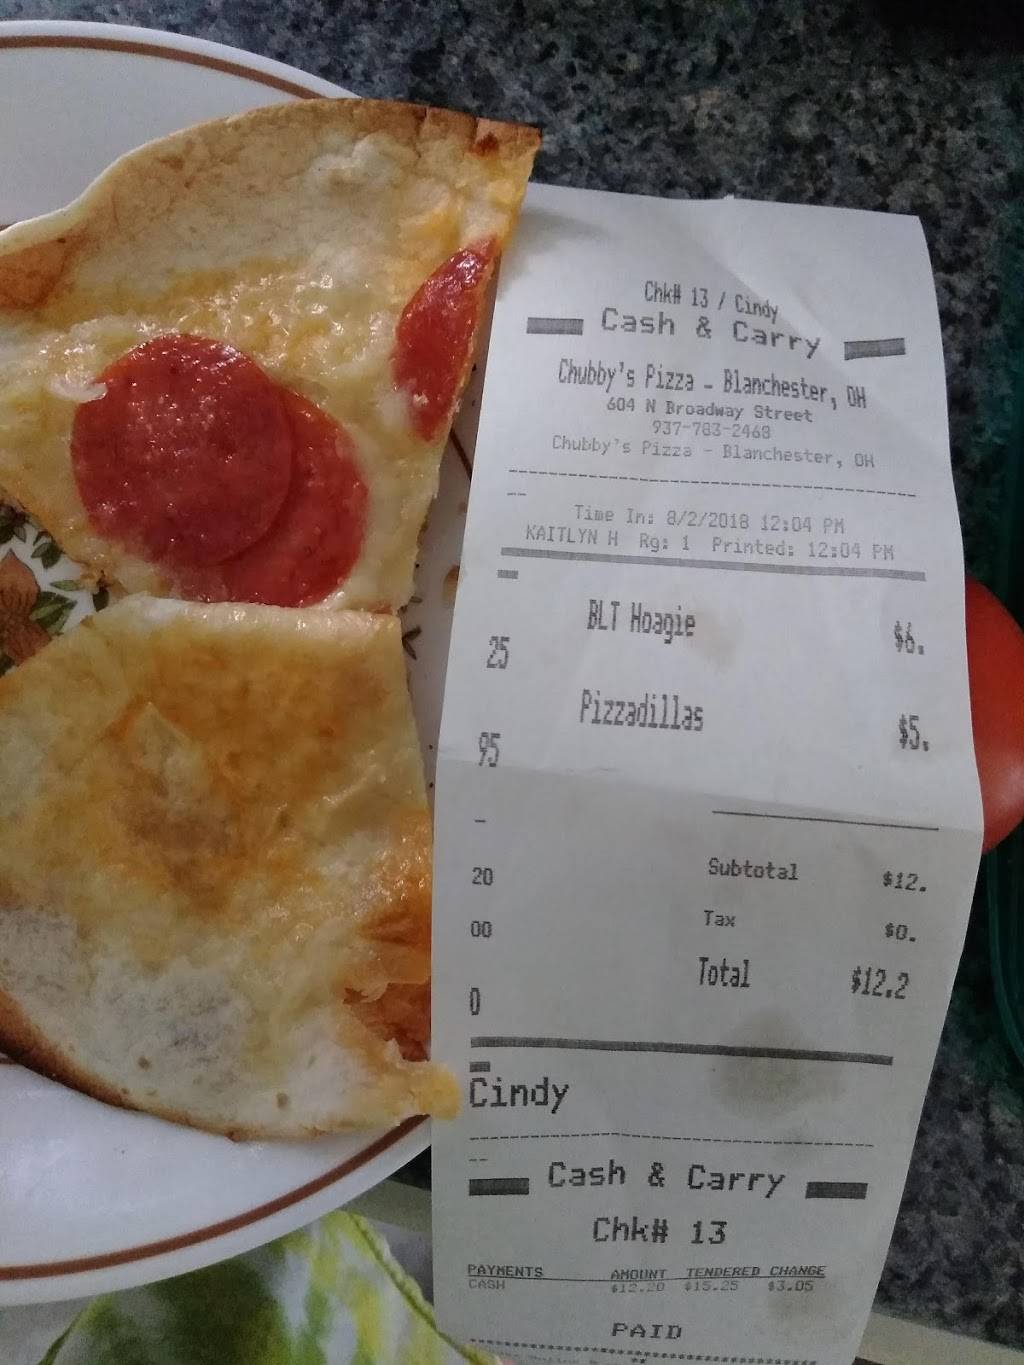 Chk# 13 / Cindy
Cash & Carry
Chubby's Pizza - Blanchester, OH
604 N Broadway Street
937-783-2468
Chubby's Pizza - Blanchester, OH
--
Time In: 8/2/2018 12:04 PM
KAITLYN H Rg: 1 Printed: 12:04 PM
BLT Hoagie $6.
25
Pizzadillas $5.
95
-
Subtotal $12.
20
Tax $0.
00
Total $12.2
0
Cindy
--
Cash & Carry
Chk# 13
PAYMENTS AMOUNT TENDERED CHANGE
CASH $12.20 $15.25 $3.05
PAID